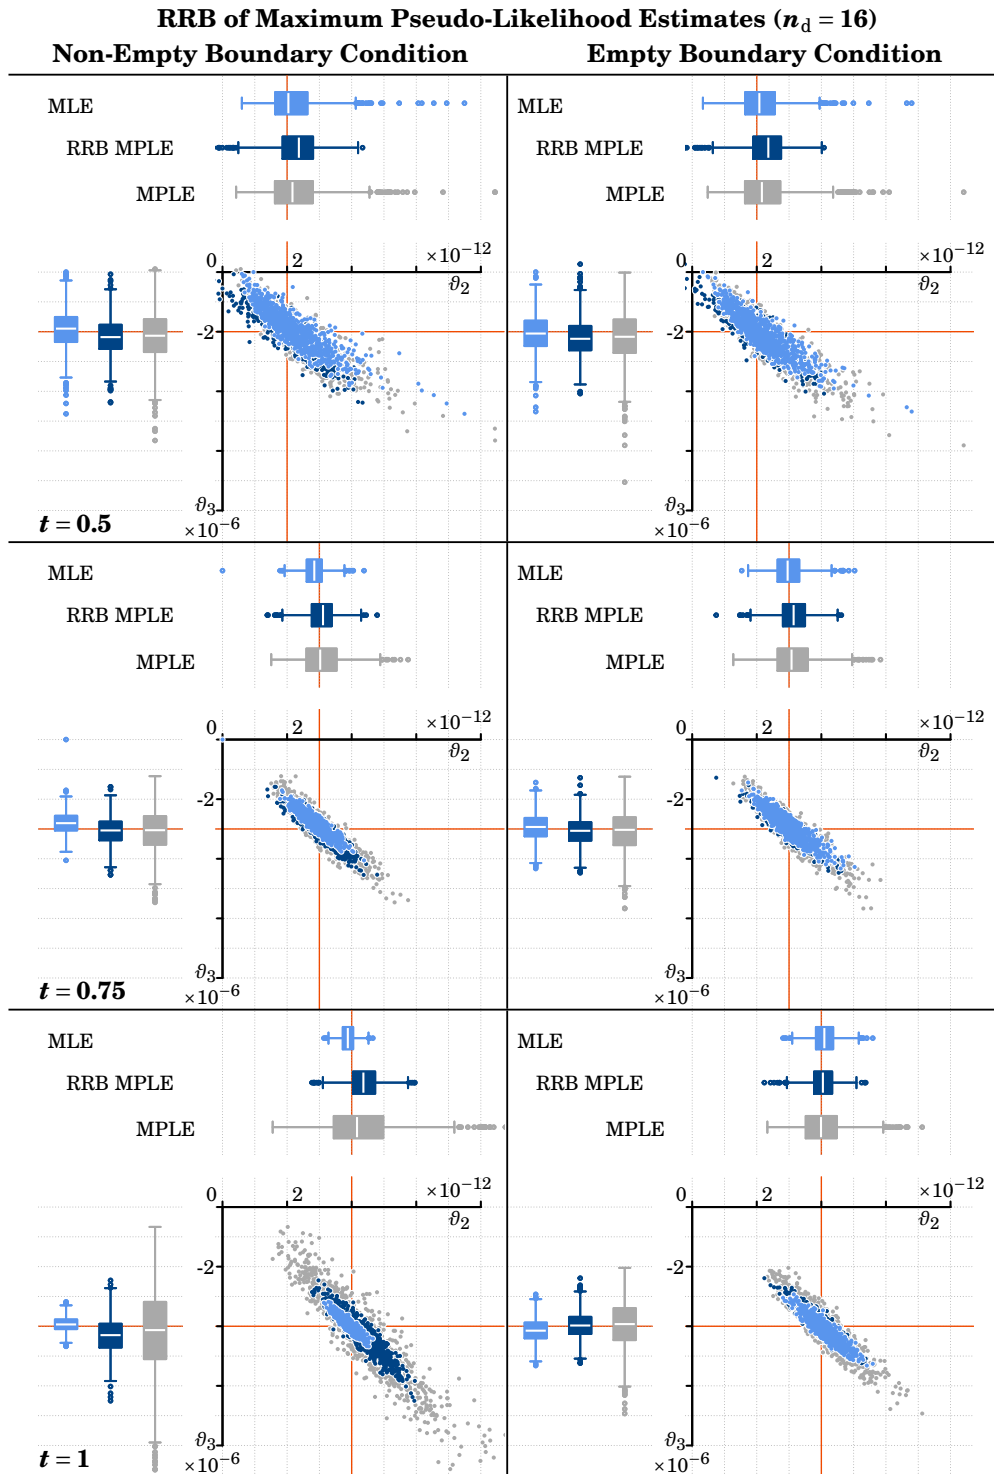 RRB of Maximum Pseudo-Likelihood Estimates (n_d = 16)
Non-Empty Boundary Condition
Empty Boundary Condition
MLE
RRB MPLE
MPLE
0
2
×10⁻¹²
ϑ₂
-2
ϑ₃
×10⁻⁶
t = 0.5
MLE
RRB MPLE
MPLE
0
2
×10⁻¹²
ϑ₂
-2
ϑ₃
×10⁻⁶
MLE
RRB MPLE
MPLE
0
2
×10⁻¹²
ϑ₂
-2
ϑ₃
×10⁻⁶
t = 0.75
MLE
RRB MPLE
MPLE
0
2
×10⁻¹²
ϑ₂
-2
ϑ₃
×10⁻⁶
MLE
RRB MPLE
MPLE
0
2
×10⁻¹²
ϑ₂
-2
ϑ₃
×10⁻⁶
t = 1
MLE
RRB MPLE
MPLE
0
2
×10⁻¹²
ϑ₂
-2
ϑ₃
×10⁻⁶